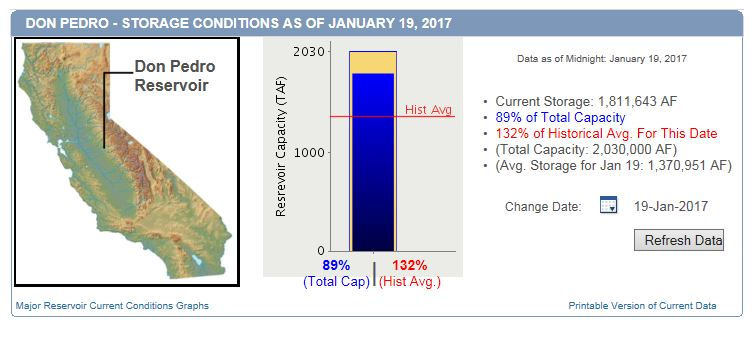 DON PEDRO - STORAGE CONDITIONS AS OF JANUARY 19, 2017
Don Pedro
Reservoir
Resrevoir Capacity (TAF)
2030
1000
0
Hist Avg
89%
(Total Cap)
132%
(Hist Avg.)
Data as of Midnight: January 19, 2017
• Current Storage: 1,811,643 AF
• 89% of Total Capacity
• 132% of Historical Avg. For This Date
• (Total Capacity: 2,030,000 AF)
• (Avg. Storage for Jan 19: 1,370,951 AF)
Change Date: 19-Jan-2017
Refresh Data
Major Reservoir Current Conditions Graphs
Printable Version of Current Data